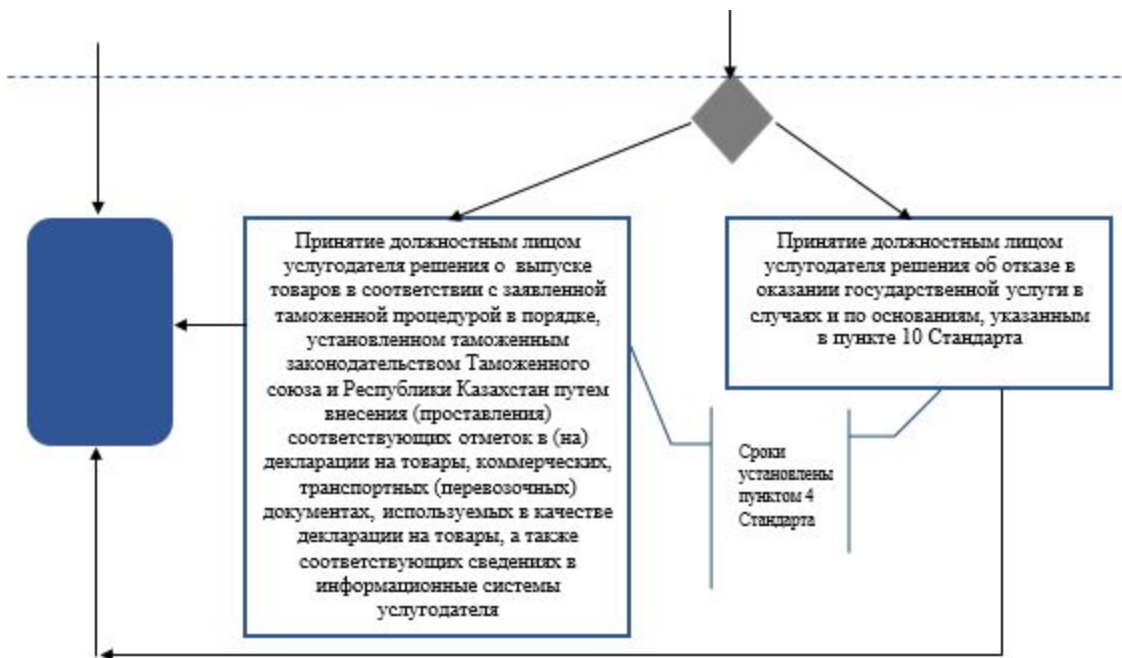 Принятие должностным лицом
услугодателя решения о выпуске
товаров в соответствии с заявленной
таможенной процедурой в порядке,
установленном таможенным
законодательством Таможенного
союза и Республики Казахстан путем
внесения (проставления)
соответствующих отметок в (на)
декларации на товары, коммерческих,
транспортных (перевозочных)
документах, используемых в качестве
декларации на товары, а также
соответствующих сведениях в
информационные системы
услугодателя
Принятие должностным лицом
услугодателя решения об отказе в
оказании государственной услуги в
случаях и по основаниям, указанным
в пункте 10 Стандарта
Сроки
установлены
пунктом 4
Стандарта